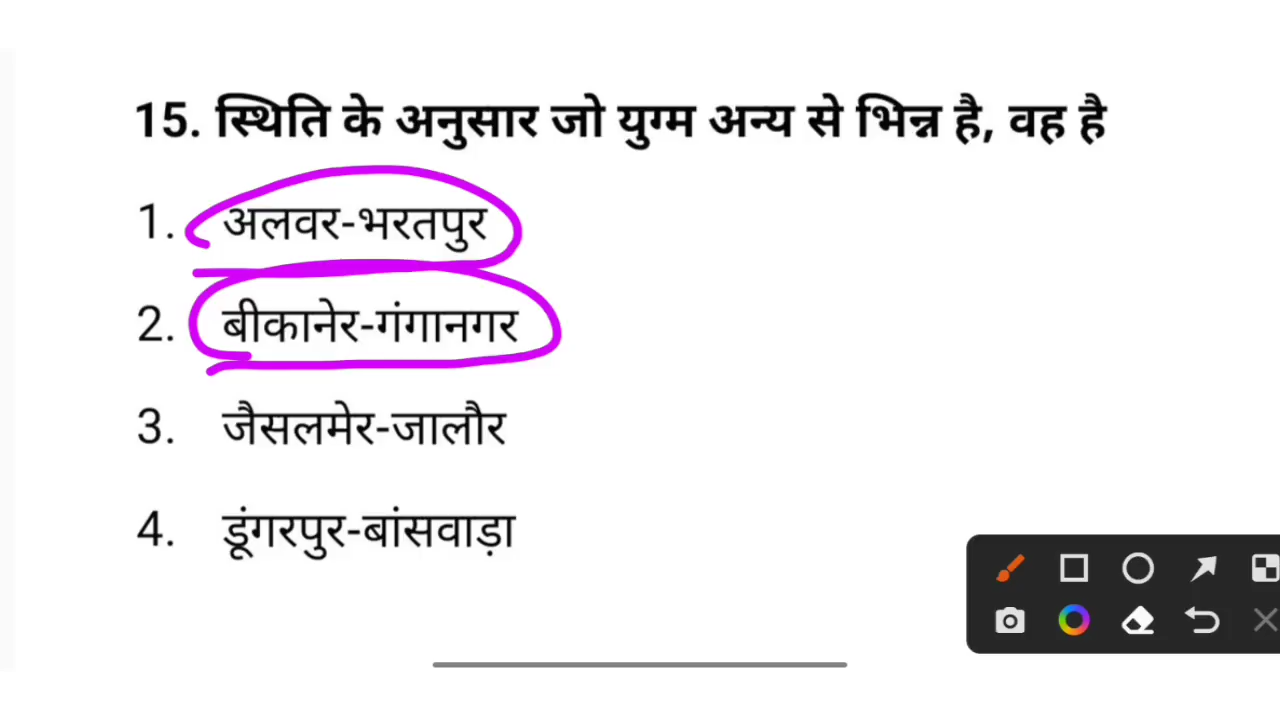 15. स्थिति के अनुसार जो युग्म अन्य से भिन्न है, वह है
1. अलवर-भरतपुर
2. बीकानेर-गंगानगर
3. जैसलमेर-जालौर
4. डूंगरपुर-बांसवाड़ा